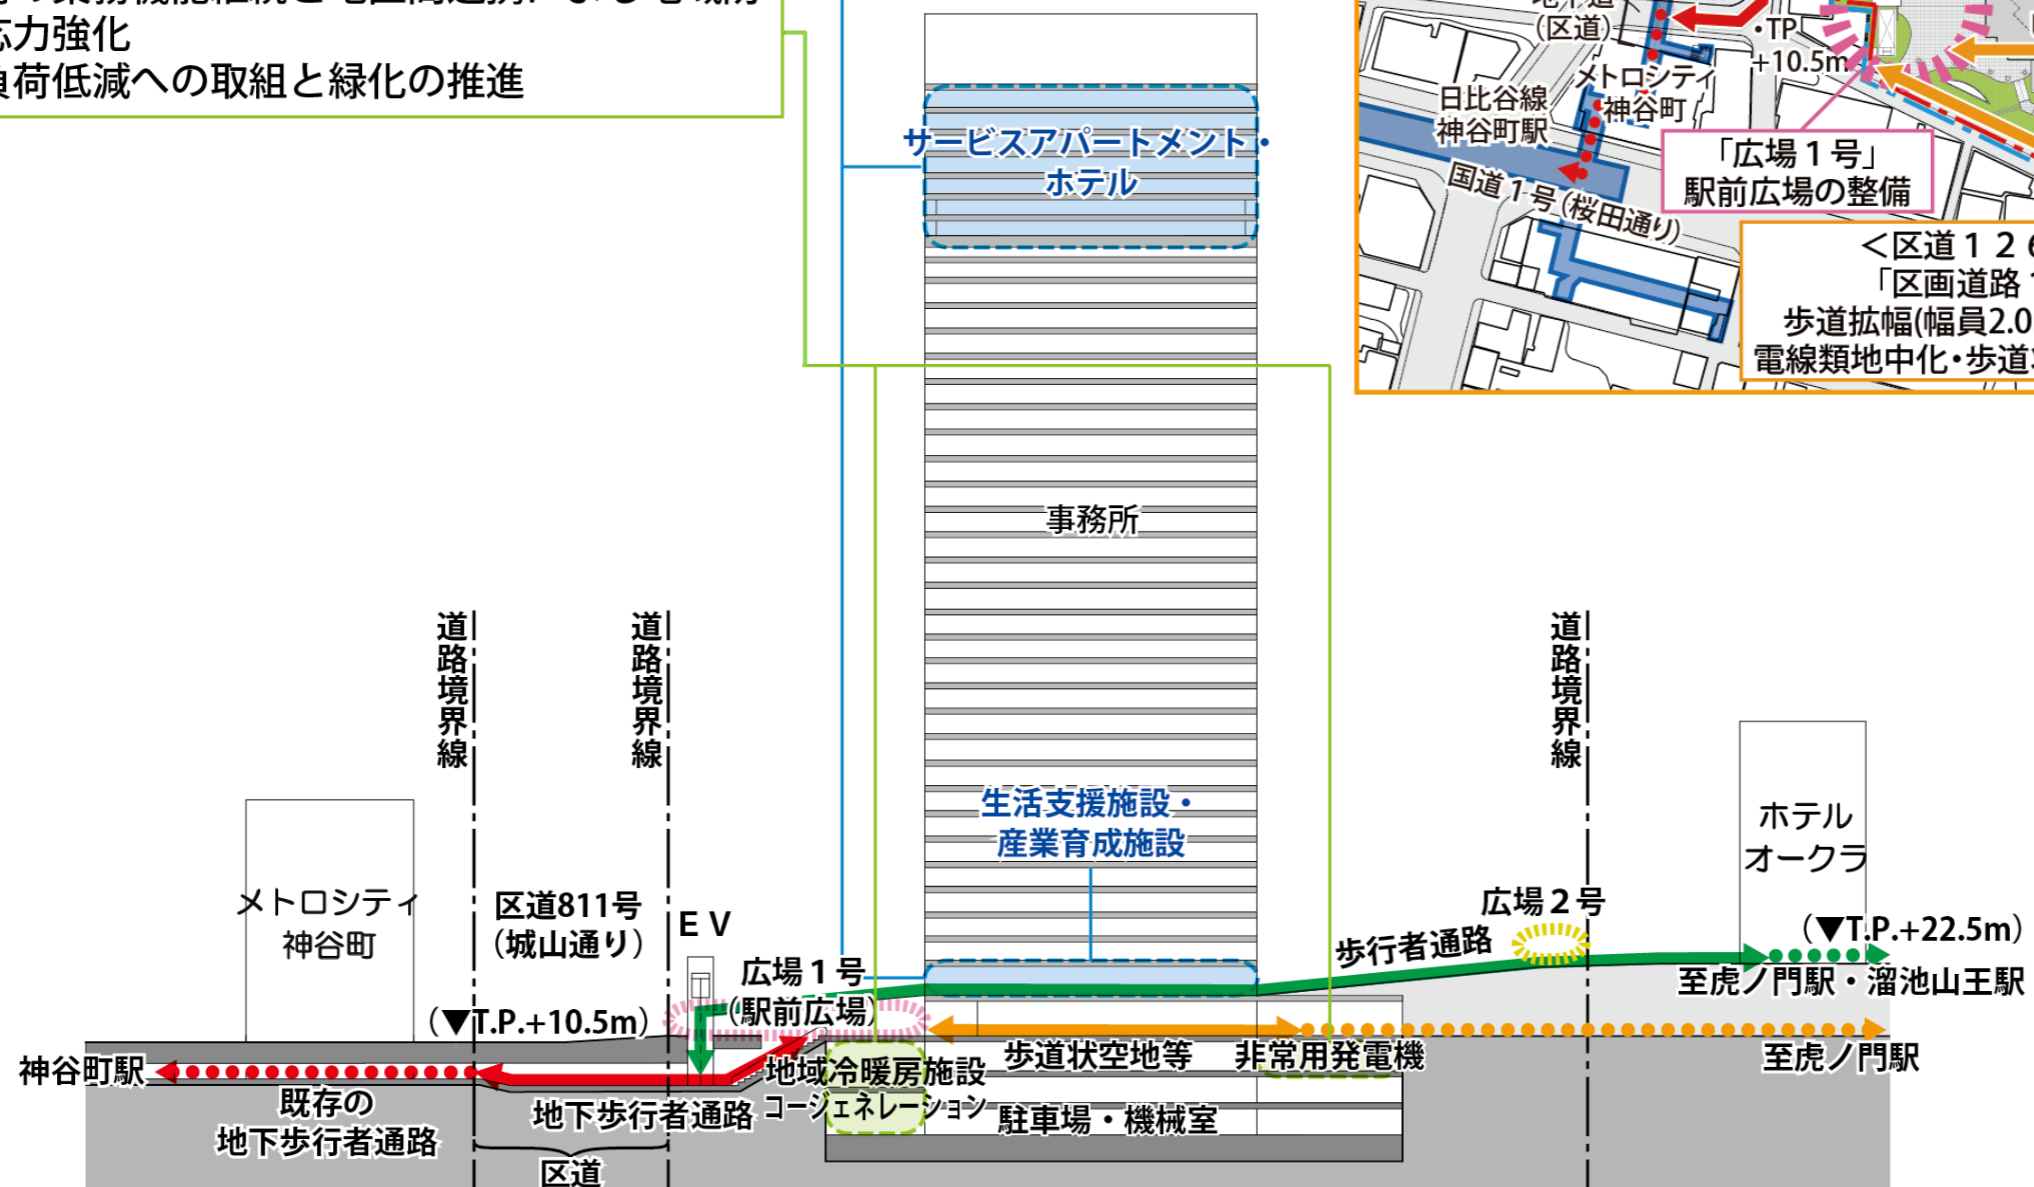 応力強化
負荷低減への取組と緑化の推進
サービスアパートメント・
ホテル
事務所
生活支援施設・
産業育成施設
(区道)
・TP
+10.5m
メトロシティ
神谷町
日比谷線
神谷町駅
国道1号(桜田通り)
「広場1号」
駅前広場の整備
＜区道126
「区画道路1
歩道拡幅(幅員2.0
電線類地中化・歩道
道路境界線
道路境界線
道路境界線
メトロシティ
神谷町
区道811号
（城山通り）
ＥＶ
広場1号
（駅前広場）
（▼T.P.+10.5m）
神谷町駅
既存の
地下歩行者通路
地下歩行者通路
区道
地域冷暖房施設
コージェネレーション
歩道状空地等
非常用発電機
駐車場・機械室
歩行者通路
広場2号
ホテル
オークラ
（▼T.P.+22.5m）
至虎ノ門駅・溜池山王駅
至虎ノ門駅